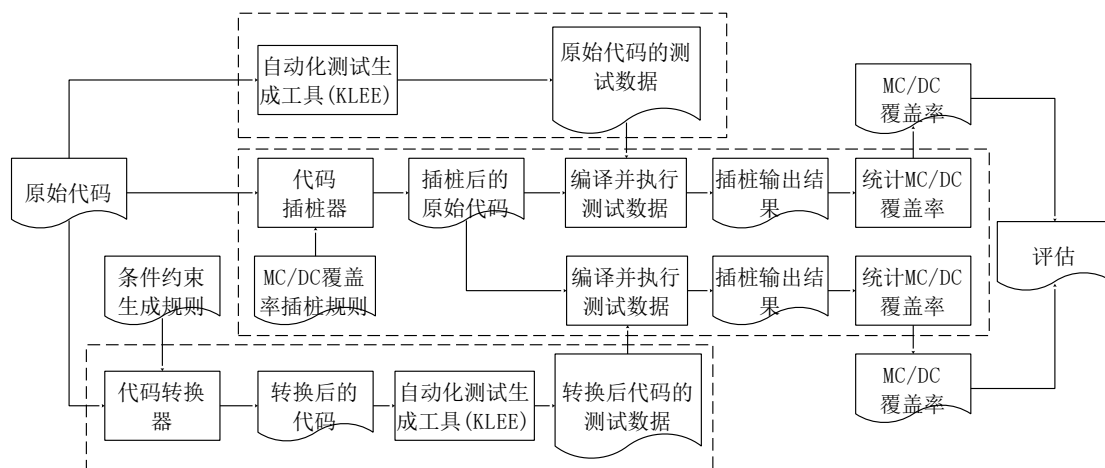 自动化测试生
成工具(KLEE)
原始代码的测
试数据
MC/DC
覆盖率
原始代码
代码
插桩器
插桩后的
原始代码
编译并执行
测试数据
插桩输出结
果
统计MC/DC
覆盖率
条件约束
生成规则
MC/DC覆盖
率插桩规则
编译并执行
测试数据
插桩输出结
果
统计MC/DC
覆盖率
评估
代码转换
器
转换后的
代码
自动化测试生
成工具(KLEE)
转换后代码的
测试数据
MC/DC
覆盖率